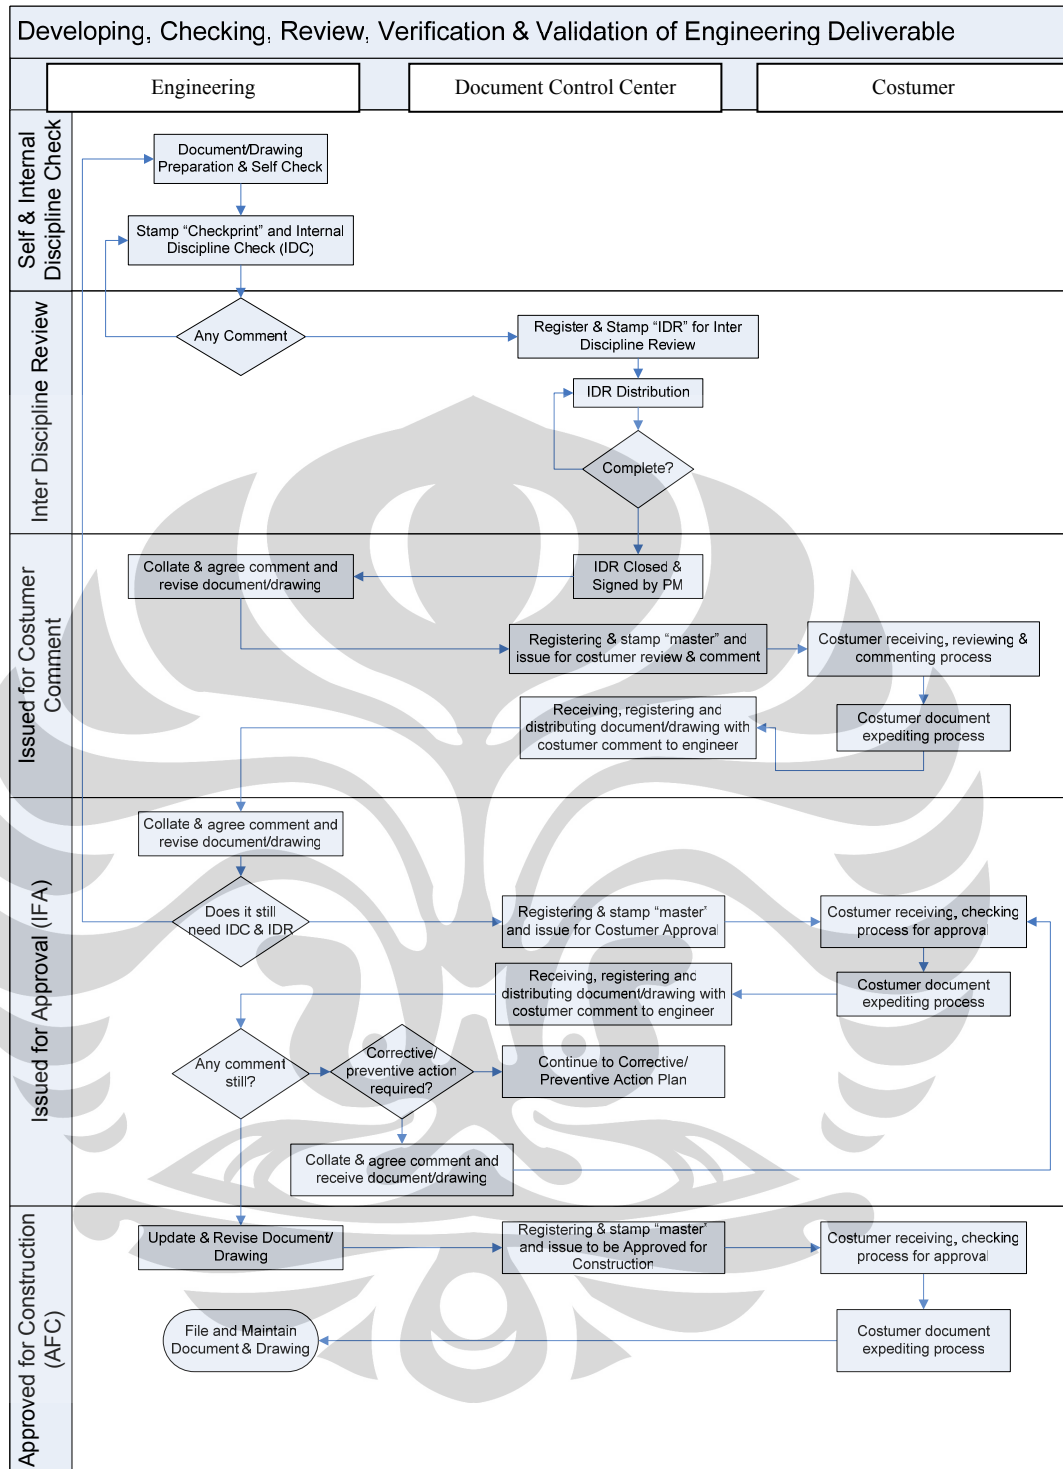 Developing, Checking, Review, Verification & Validation of Engineering Deliverable
Engineering
Document Control Center
Costumer
Self & Internal
Discipline Check
Document/Drawing
Preparation & Self Check
Stamp “Checkprint” and Internal
Discipline Check (IDC)
Inter Discipline Review
Any Comment
Register & Stamp “IDR” for Inter
Discipline Review
IDR Distribution
Complete?
Issued for Costumer
Comment
Collate & agree comment and
revise document/drawing
IDR Closed &
Signed by PM
Registering & stamp “master” and
issue for costumer review & comment
Costumer receiving, reviewing &
commenting process
Receiving, registering and
distributing document/drawing with
costumer comment to engineer
Costumer document
expediting process
Issued for Approval (IFA)
Collate & agree comment and
revise document/drawing
Does it still
need IDC & IDR
Registering & stamp “master”
and issue for Costumer Approval
Costumer receiving, checking
process for approval
Receiving, registering and
distributing document/drawing with
costumer comment to engineer
Costumer document
expediting process
Any comment
still?
Corrective/
preventive action
required?
Continue to Corrective/
Preventive Action Plan
Collate & agree comment and
receive document/drawing
Approved for Construction
(AFC)
Update & Revise Document/
Drawing
Registering & stamp “master”
and issue to be Approved for
Construction
Costumer receiving, checking
process for approval
File and Maintain
Document & Drawing
Costumer document
expediting process